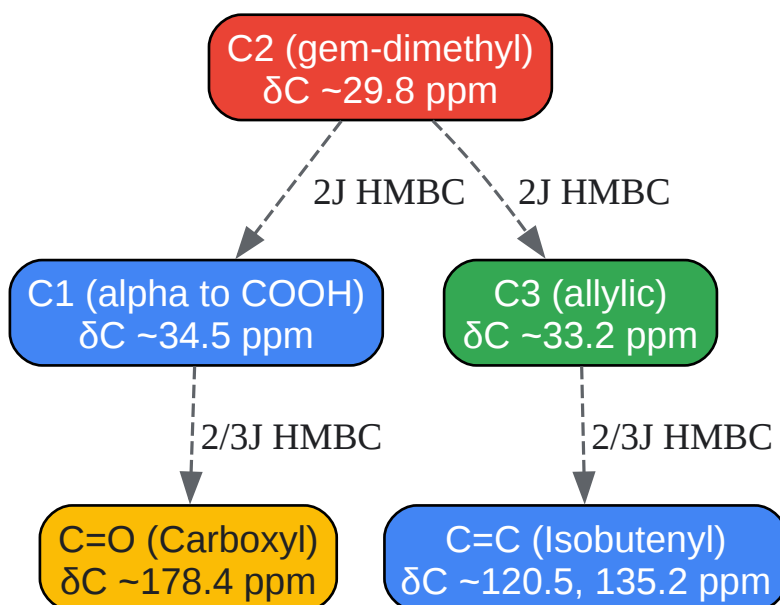 C2 (gem-dimethyl)
δC ~29.8 ppm
2J HMBC
2J HMBC
C1 (alpha to COOH)
δC ~34.5 ppm
C3 (allylic)
δC ~33.2 ppm
2/3J HMBC
2/3J HMBC
C=O (Carboxyl)
δC ~178.4 ppm
C=C (Isobutenyl)
δC ~120.5, 135.2 ppm